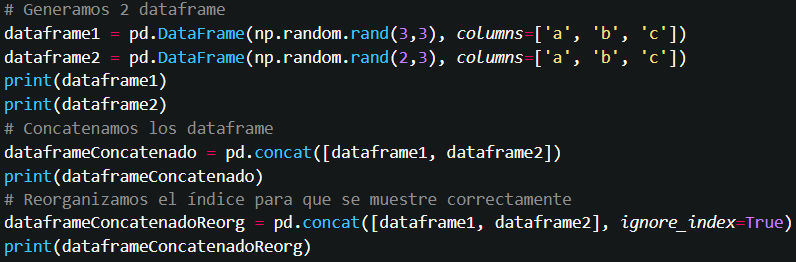 # Generamos 2 dataframe
dataframe1 = pd.DataFrame(np.random.rand(3,3), columns=['a', 'b', 'c'])
dataframe2 = pd.DataFrame(np.random.rand(2,3), columns=['a', 'b', 'c'])
print(dataframe1)
print(dataframe2)
# Concatenamos los dataframe
dataframeConcatenado = pd.concat([dataframe1, dataframe2])
print(dataframeConcatenado)
# Reorganizamos el índice para que se muestre correctamente
dataframeConcatenadoReorg = pd.concat([dataframe1, dataframe2], ignore_index=True)
print(dataframeConcatenadoReorg)